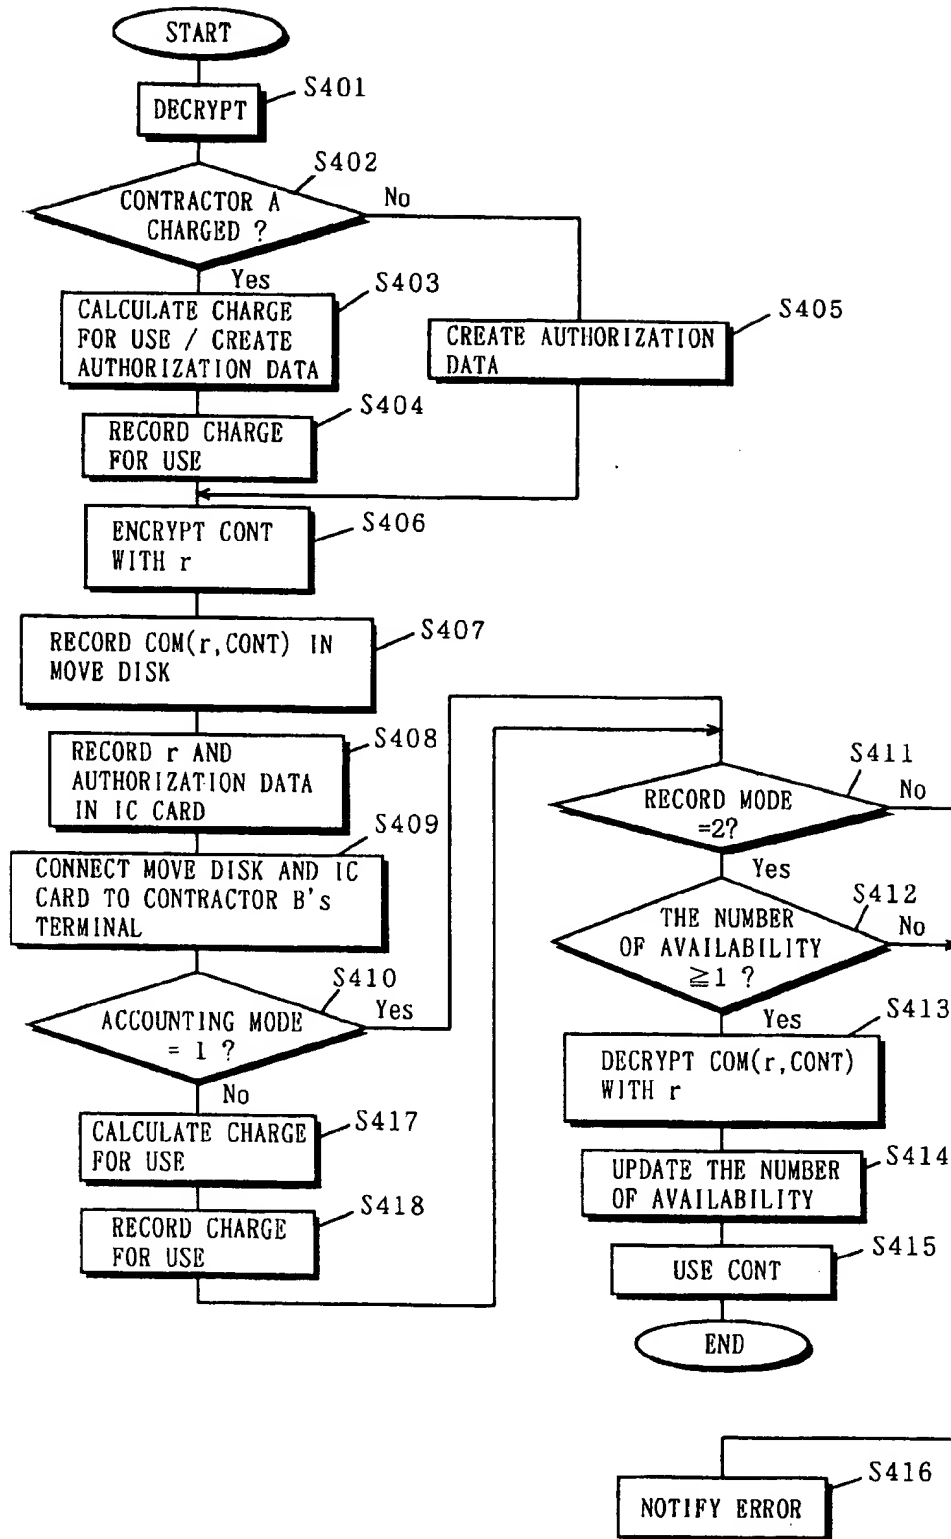 START
S401
DECRYPT
S402
CONTRACTOR A
CHARGED ?
No
Yes
S403
CALCULATE CHARGE
FOR USE / CREATE
AUTHORIZATION DATA
S405
CREATE AUTHORIZATION
DATA
S404
RECORD CHARGE
FOR USE
S406
ENCRYPT CONT
WITH r
S407
RECORD COM(r,CONT) IN
MOVE DISK
S408
RECORD r AND
AUTHORIZATION DATA
IN IC CARD
S409
CONNECT MOVE DISK AND IC
CARD TO CONTRACTOR B's
TERMINAL
S410
ACCOUNTING MODE
= 1 ?
Yes
No
S417
CALCULATE CHARGE
FOR USE
S418
RECORD CHARGE
FOR USE
S411
RECORD MODE
=2?
No
Yes
S412
THE NUMBER
OF AVAILABILITY
≧1 ?
No
Yes
S413
DECRYPT COM(r,CONT)
WITH r
S414
UPDATE THE NUMBER
OF AVAILABILITY
S415
USE CONT
END
S416
NOTIFY ERROR